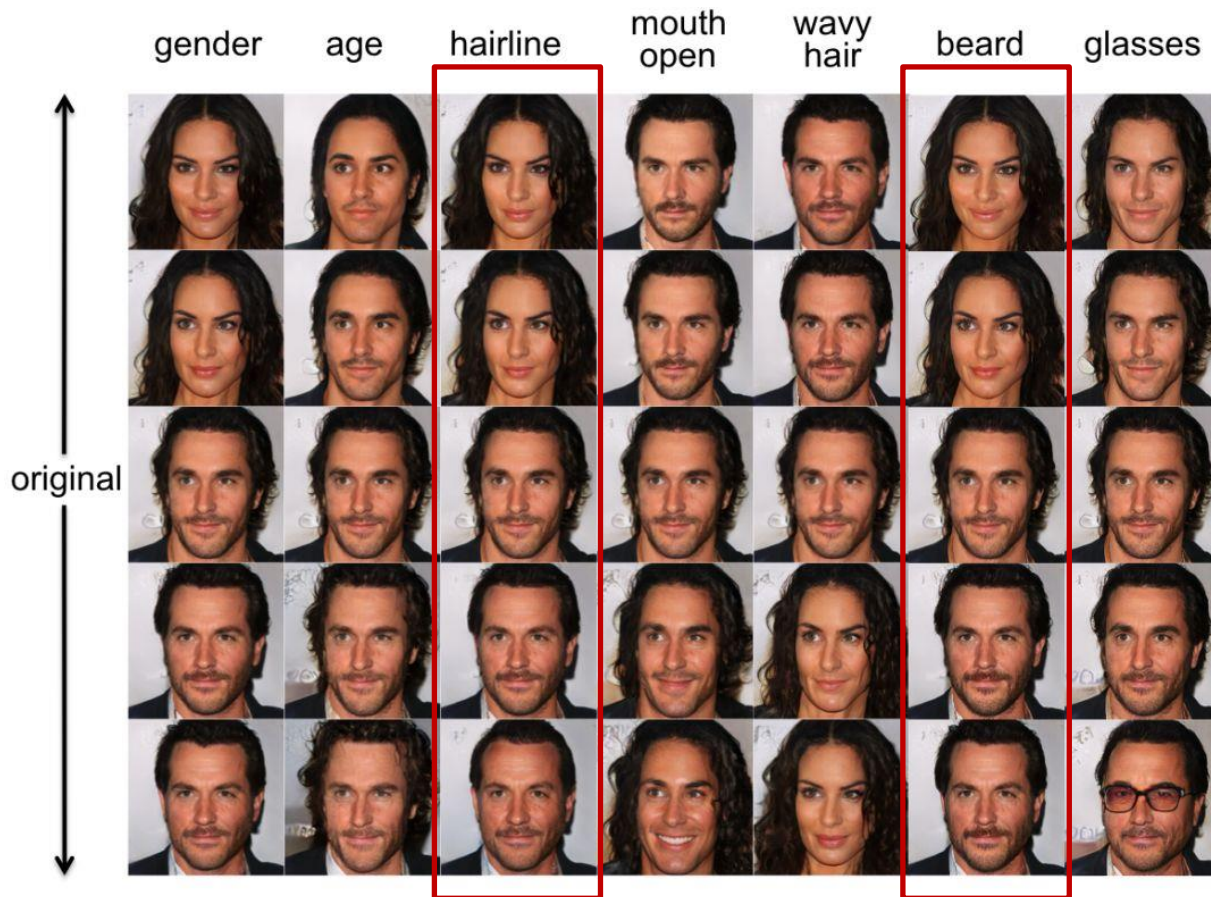 gender
age
hairline
mouth
open
wavy
hair
beard
glasses
original